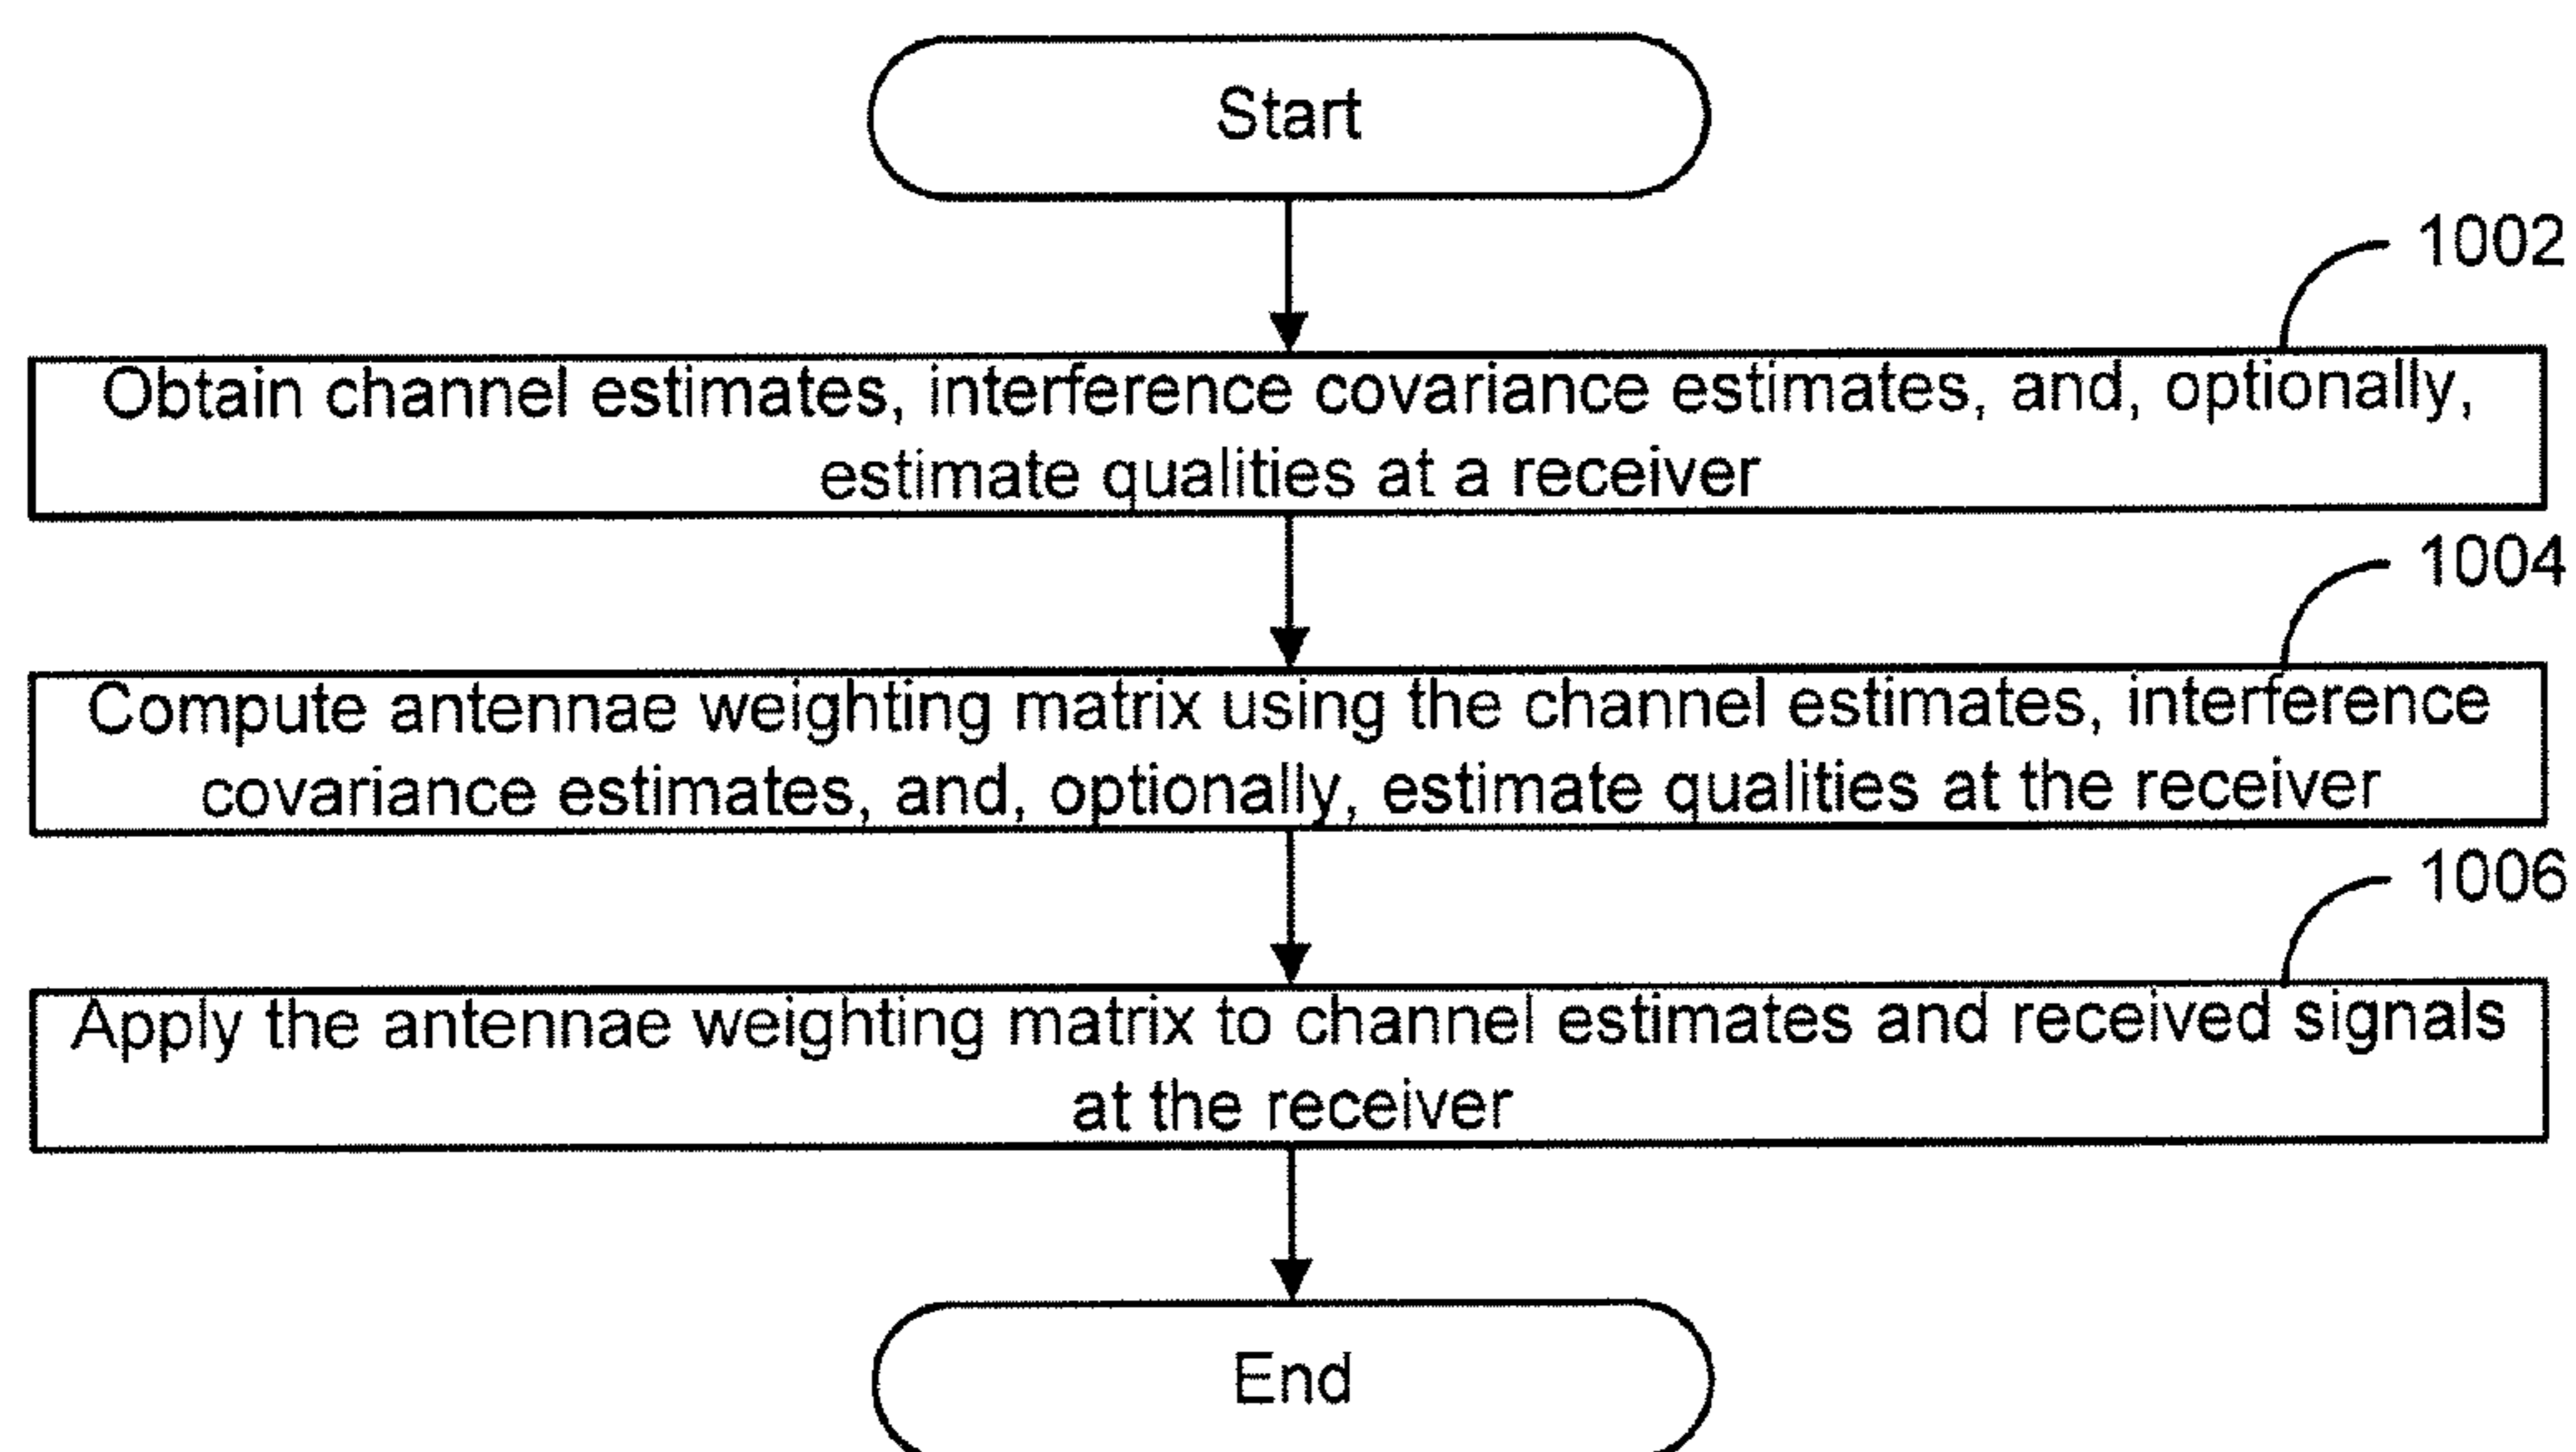 Start
1002
Obtain channel estimates, interference covariance estimates, and, optionally,
estimate qualities at a receiver
1004
Compute antennae weighting matrix using the channel estimates, interference
covariance estimates, and, optionally, estimate qualities at the receiver
1006
Apply the antennae weighting matrix to channel estimates and received signals
at the receiver
End